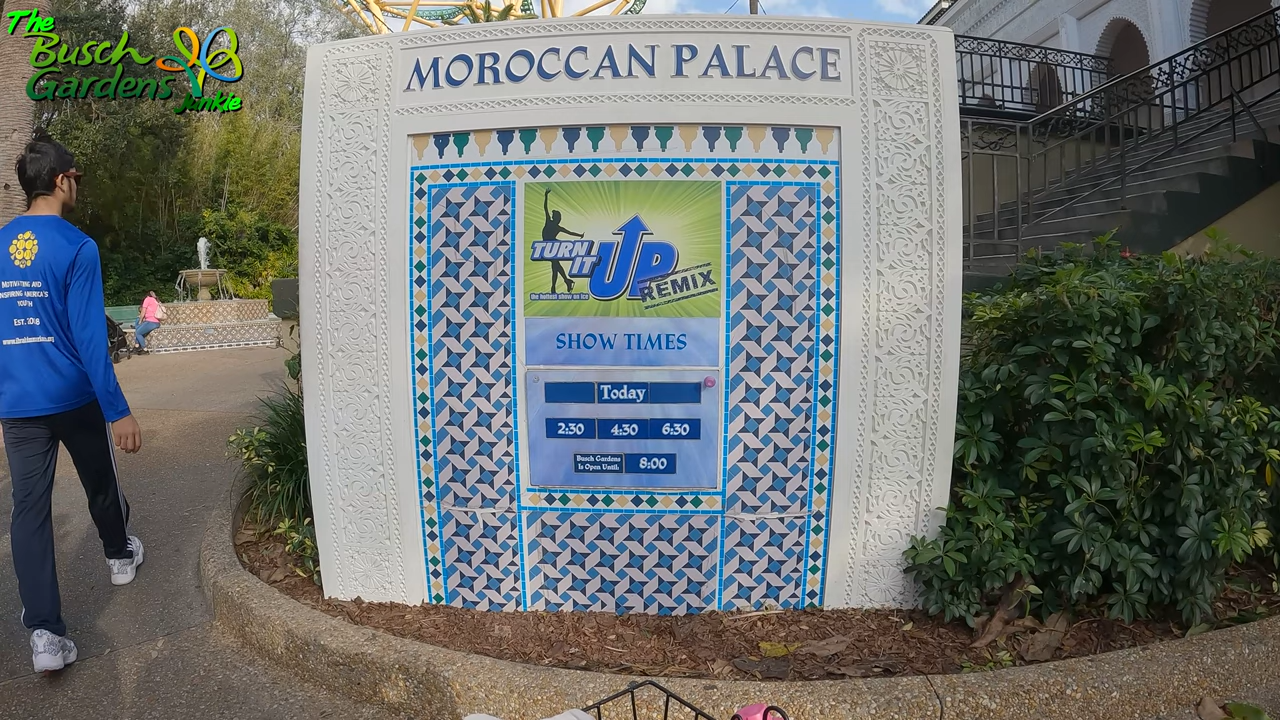 The
Busch
Gardens
Junkie
MOROCCAN PALACE
TURN
IT UP
REMIX
the hottest show on ice
SHOW TIMES
Today
2:30 4:30 6:30
Busch Gardens
Is Open Until: 8:00
MOTIVATING AND
INSPIRING AMERICA'S
YOUTH
EST. 2018